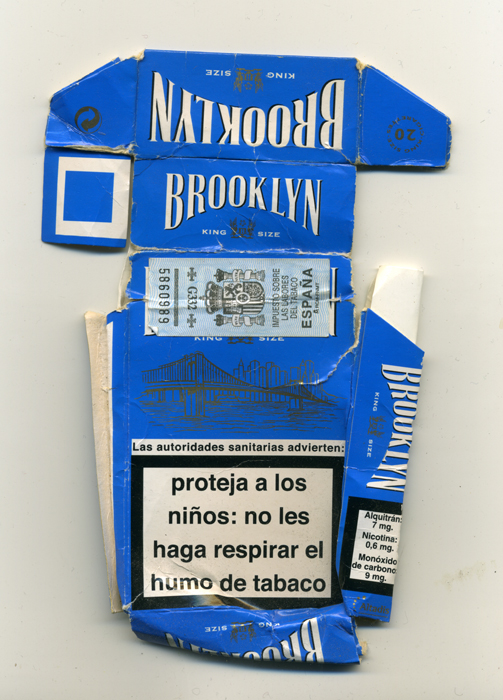 BROOKLYN
KING SIZE
20
BROOKLYN
KING SIZE
5860989
G332
IMPUESTO SOBRE
LAS LABORES
DEL TABACO
ESPAÑA
KING SIZE
Las autoridades sanitarias advierten:
proteja a los
niños: no les
haga respirar el
humo de tabaco
BROOKLYN
KING SIZE
Alquitrán:
7 mg.
Nicotina:
0,6 mg.
Monóxido
de carbono:
9 mg.
KING SIZE
BROOKLYN